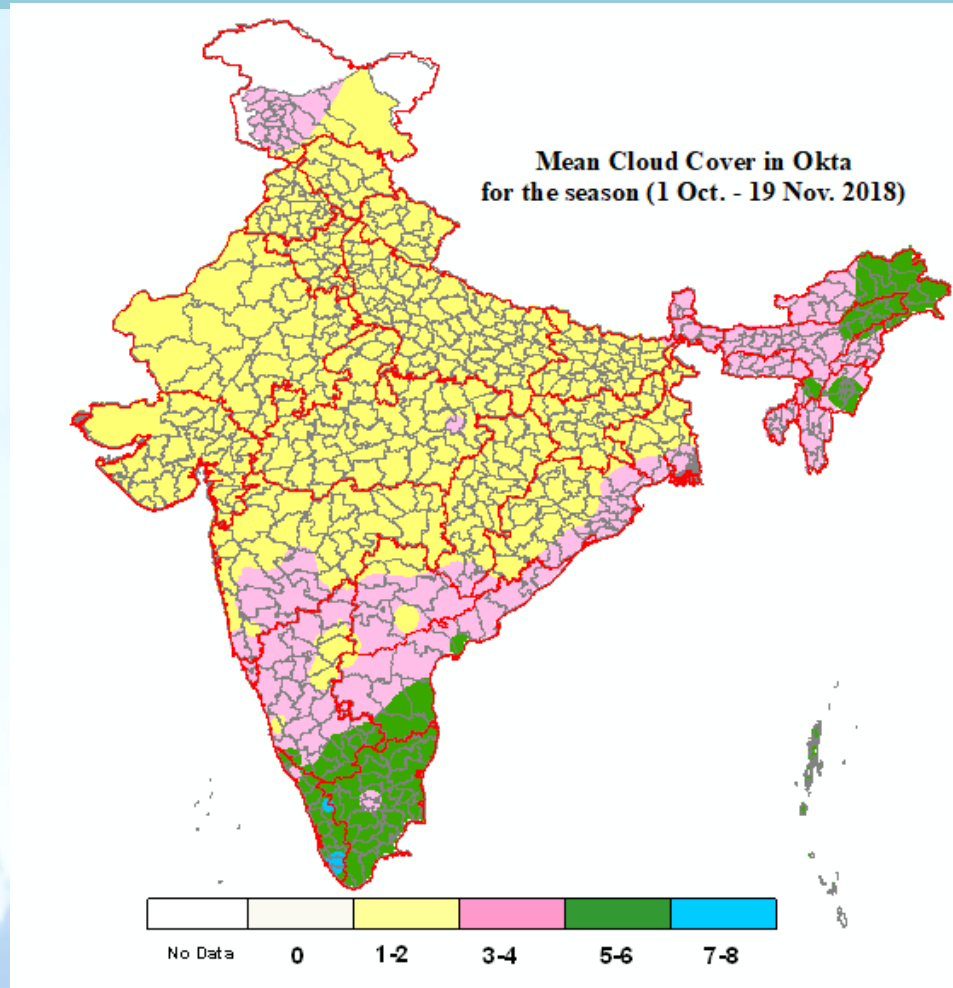 Mean Cloud Cover in Okta
for the season (1 Oct. - 19 Nov. 2018)
No Data 0 1-2 3-4 5-6 7-8